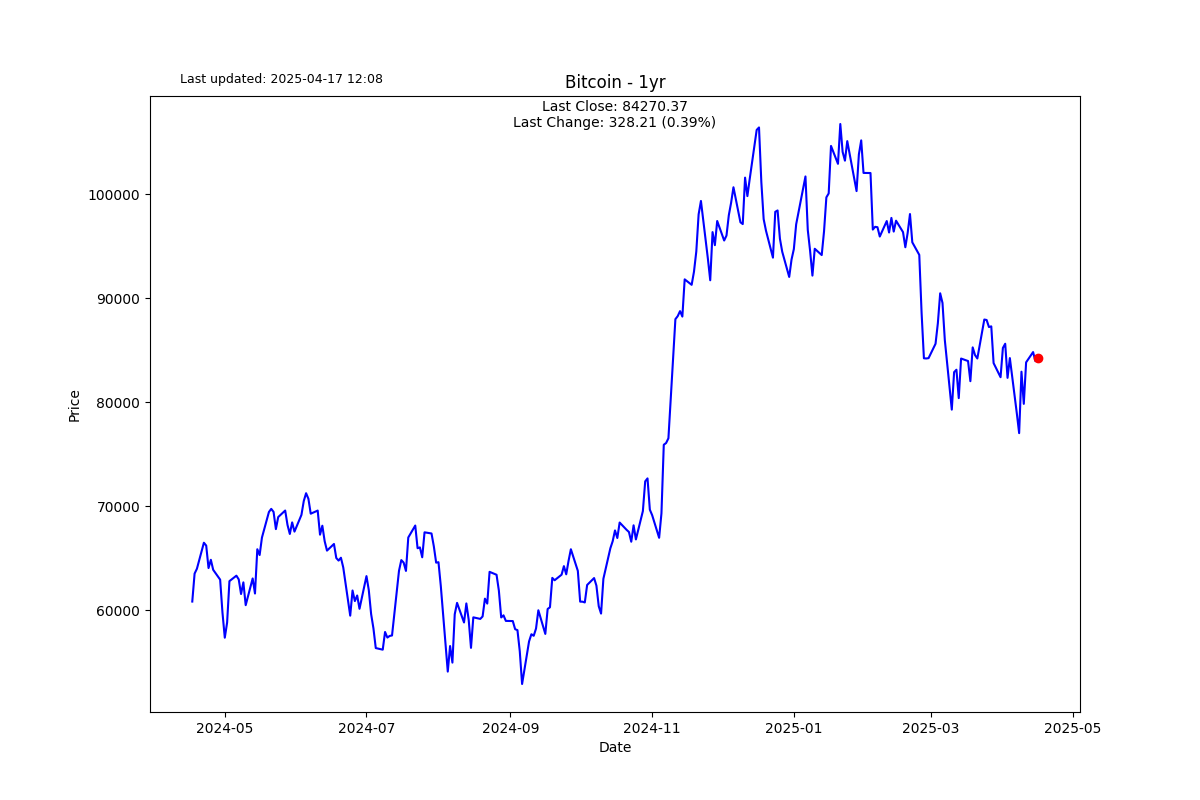 Last updated: 2025-04-17 12:08
Bitcoin - 1yr
Last Close: 84270.37
Last Change: 328.21 (0.39%)
Price
100000
90000
80000
70000
60000
2024-05
2024-07
2024-09
2024-11
2025-01
2025-03
2025-05
Date